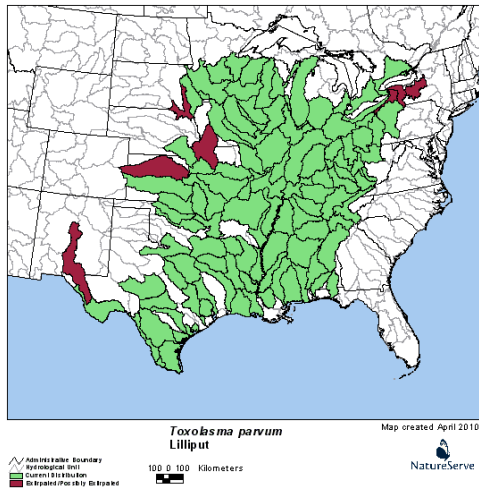 Toxolasma parvum
Lilliput
Map created April 2010
Administrative Boundary
Hydrological Unit
Current Distribution
Extirpated/Possibly Extirpated
100 0 100 Kilometers
NatureServe